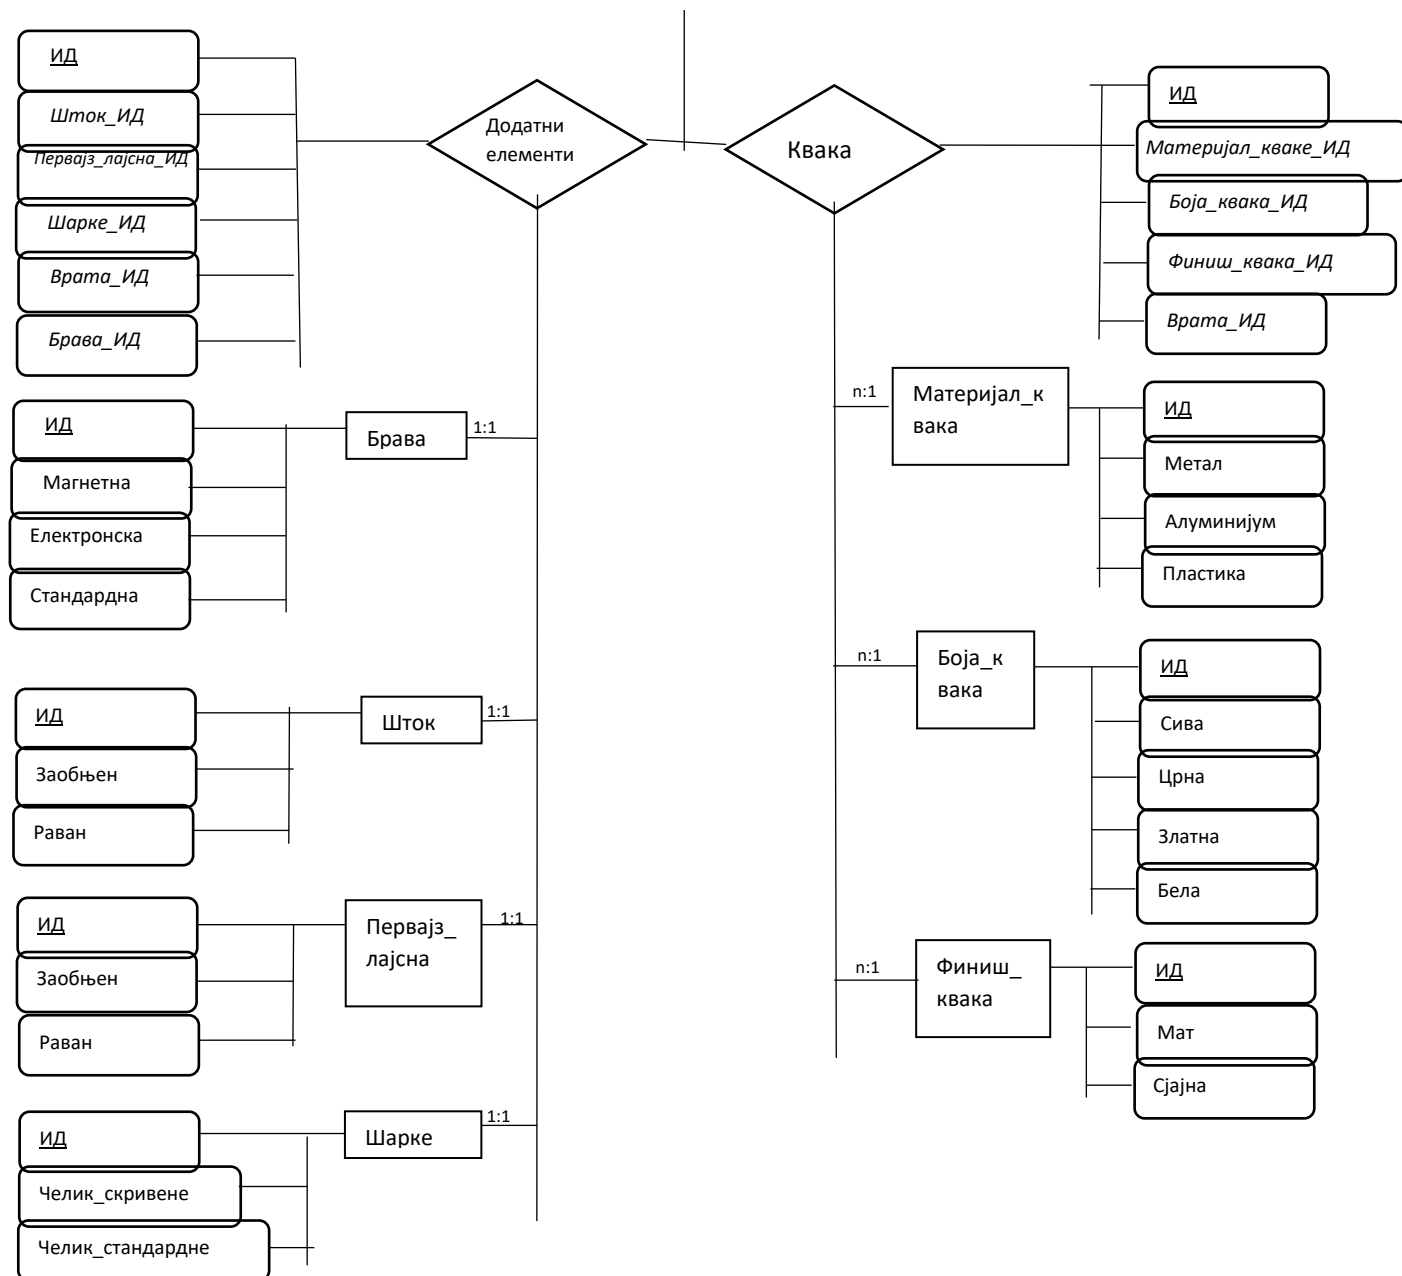 ИД
Шток_ИД
Первајз_лајсна_ИД
Шарке_ИД
Врата_ИД
Брава_ИД
Додатни
елементи
Квака
ИД
Материјал_кваке_ИД
Боја_квака_ИД
Финиш_квака_ИД
Врата_ИД
ИД
Магнетна
Електронска
Стандардна
Брава
1:1
n:1
Материјал_к
вака
ИД
Метал
Алуминијум
Пластика
ИД
Заобњен
Раван
Шток
1:1
n:1
Боја_к
вака
ИД
Сива
Црна
Златна
Бела
ИД
Заобњен
Раван
Первајз_
лајсна
1:1
n:1
Финиш_
квака
ИД
Мат
Сјајна
ИД
Челик_скривене
Челик_стандардне
Шарке
1:1